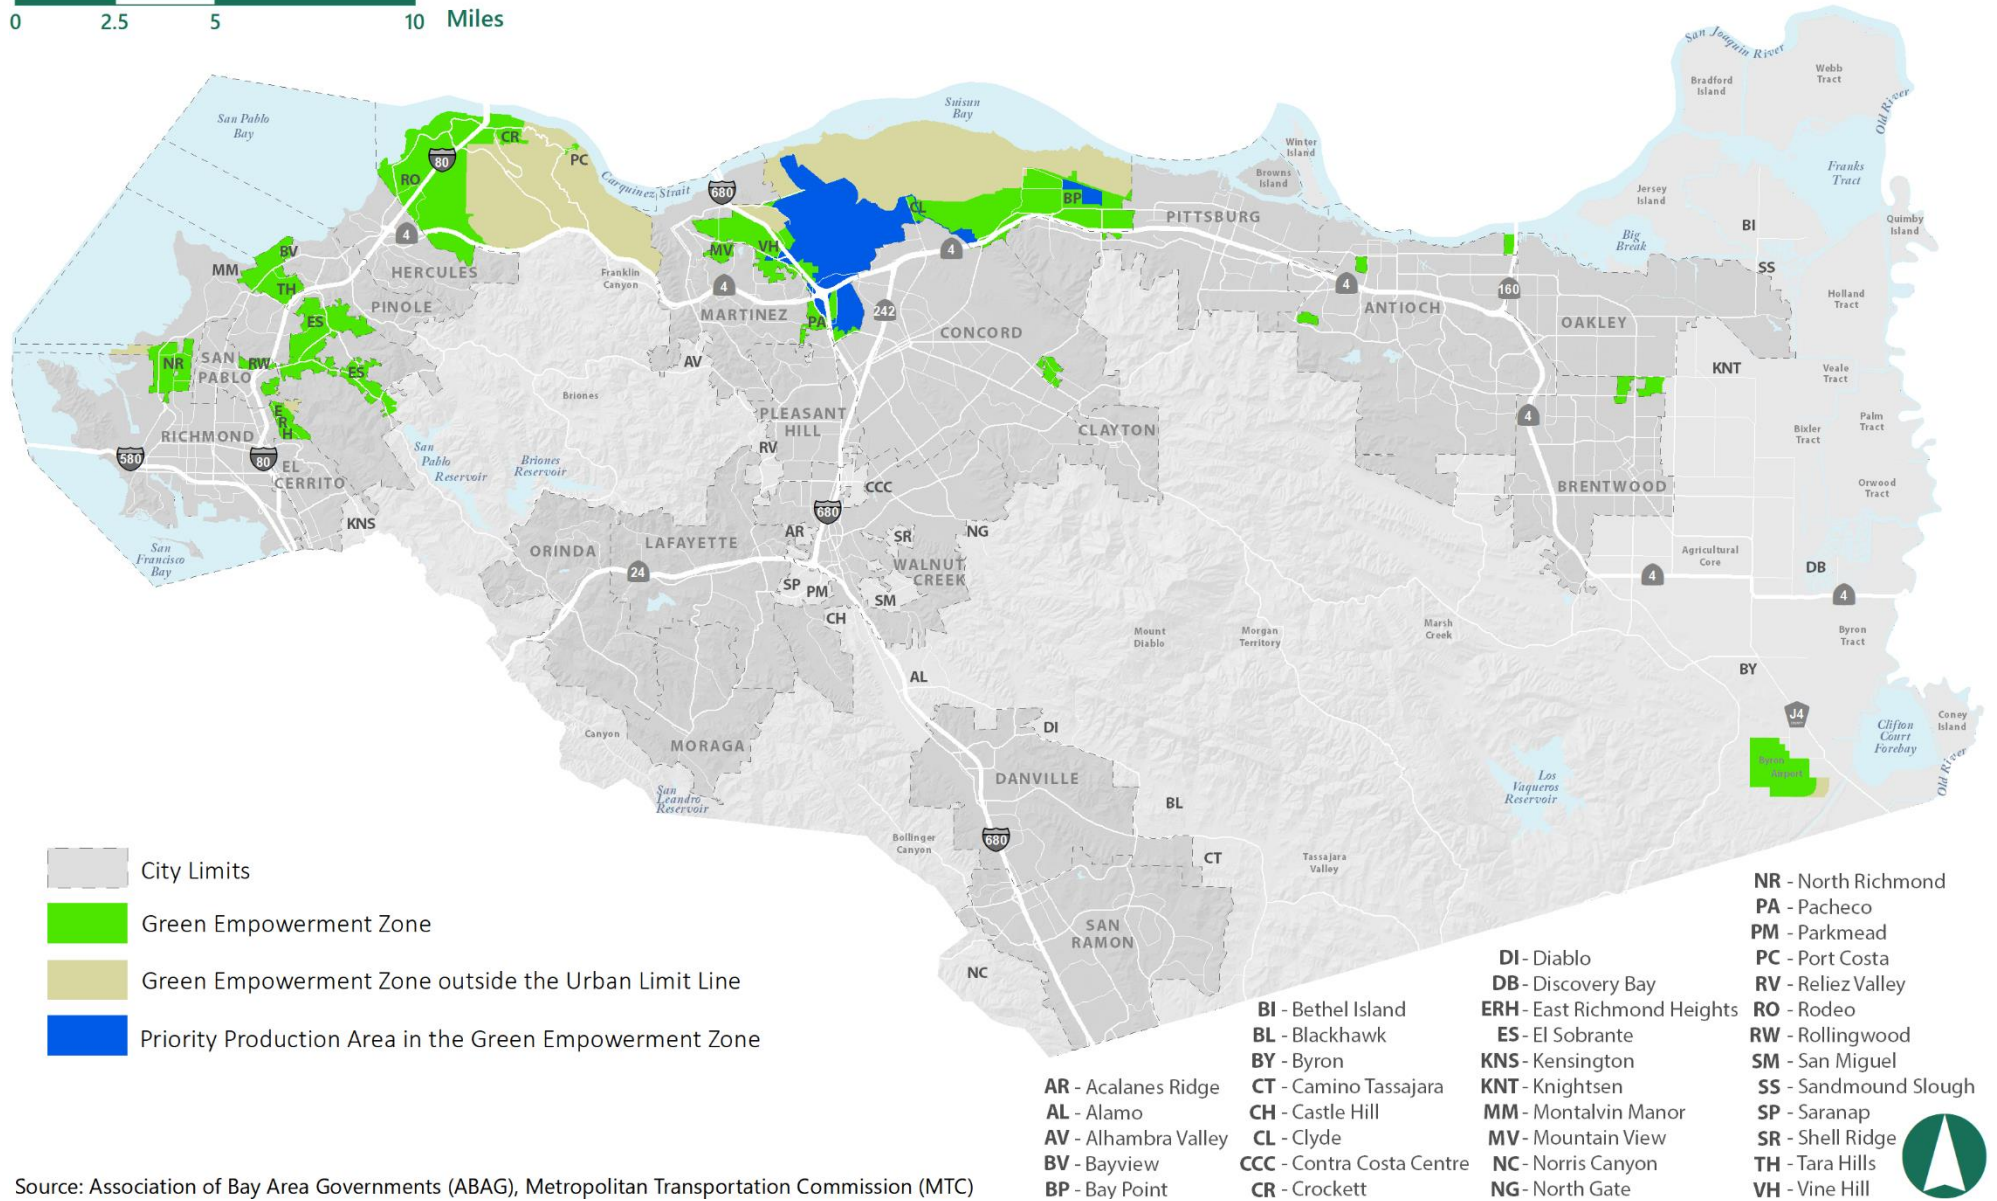 0 2.5 5 10 Miles
San Joaquin River
Webb
Tract
Bradford
Island
Old River
San Pablo
Bay
Suisun
Bay
CR
80
PC
RO
Carquinez Strait
680
Winter
Island
Browns
Island
Franks
Tract
Jersey
Island
BP
CL
PITTSBURG
BI
Quimby
Island
Big
Break
4
BV
MM
HERCULES
TH
PINOLE
Franklin
Canyon
MV
VH
4
4
SS
4
160
Holland
Tract
ES
MARTINEZ
PA
242
CONCORD
ANTIOCH
OAKLEY
NR
SAN
PABLO
RW
ES
AV
KNT
Veale
Tract
Briones
E
R
H
RICHMOND
PLEASANT
HILL
CLAYTON
4
Palm
Tract
Bixler
Tract
580
80
EL
CERRITO
San
Pablo
Reservoir
Briones
Reservoir
RV
CCC
BRENTWOOD
Orwood
Tract
KNS
680
AR
SR
NG
San
Francisco
Bay
ORINDA
LAFAYETTE
24
WALNUT
CREEK
Agricultural
Core
DB
4
4
SP
PM
SM
CH
Mount
Diablo
Morgan
Territory
Marsh
Creek
Byron
Tract
AL
BY
DI
J4
Clifton
Court
Forebay
Coney
Island
Canyon
MORAGA
Old River
Byron
Airport
San
Leandro
Reservoir
DANVILLE
BL
Los
Vaqueros
Reservoir
680
Bollinger
Canyon
CT
Tassajara
Valley
SAN
RAMON
NC
City Limits
Green Empowerment Zone
Green Empowerment Zone outside the Urban Limit Line
Priority Production Area in the Green Empowerment Zone
AR - Acalanes Ridge
AL - Alamo
AV - Alhambra Valley
BV - Bayview
BP - Bay Point
BI - Bethel Island
BL - Blackhawk
BY - Byron
CT - Camino Tassajara
CH - Castle Hill
CL - Clyde
CCC - Contra Costa Centre
CR - Crockett
DI - Diablo
DB - Discovery Bay
ERH - East Richmond Heights
ES - El Sobrante
KNS - Kensington
KNT - Knightsen
MM - Montalvin Manor
MV - Mountain View
NC - Norris Canyon
NG - North Gate
NR - North Richmond
PA - Pacheco
PM - Parkmead
PC - Port Costa
RV - Reliez Valley
RO - Rodeo
RW - Rollingwood
SM - San Miguel
SS - Sandmound Slough
SP - Saranap
SR - Shell Ridge
TH - Tara Hills
VH - Vine Hill
Source: Association of Bay Area Governments (ABAG), Metropolitan Transportation Commission (MTC)